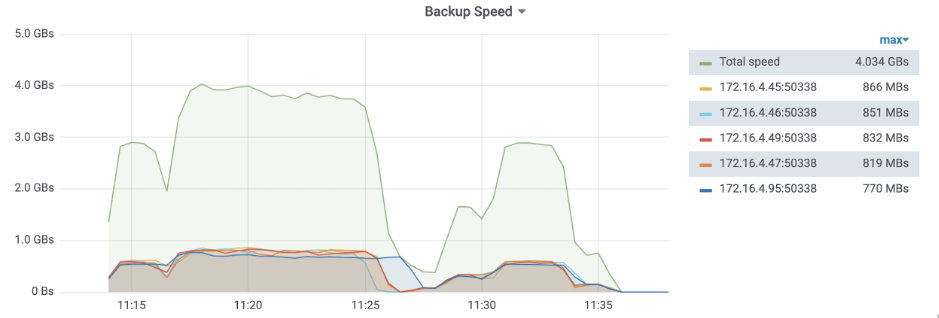 Backup Speed
5.0 GBs
4.0 GBs
3.0 GBs
2.0 GBs
1.0 GBs
0 Bs
11:15 11:20 11:25 11:30 11:35
max
Total speed 4.034 GBs
172.16.4.45:50338 866 MBs
172.16.4.46:50338 851 MBs
172.16.4.49:50338 832 MBs
172.16.4.47:50338 819 MBs
172.16.4.95:50338 770 MBs